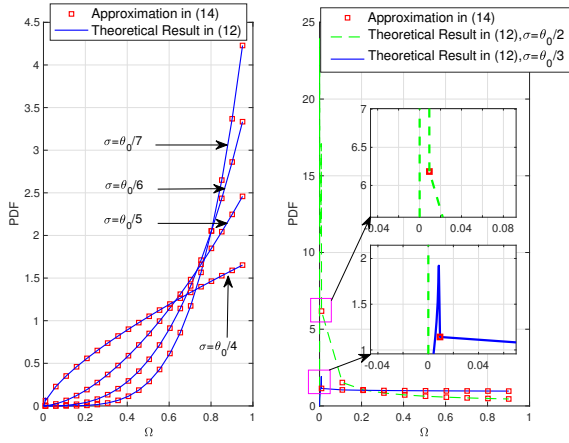 Approximation in (14)
Theoretical Result in (12)
4.5
4
3.5
3
2.5
2
1.5
1
0.5
0
PDF
σ=θ₀/7
σ=θ₀/6
σ=θ₀/5
σ=θ₀/4
0 0.2 0.4 0.6 0.8 1
Ω
Approximation in (14)
Theoretical Result in (12),σ=θ₀/2
Theoretical Result in (12),σ=θ₀/3
25
20
15
10
5
0
PDF
7
6.5
6
-0.04 0 0.02 0.04 0.08
2
1.5
1
-0.04 0 0.04
0 0.2 0.4 0.6 0.8 1
Ω